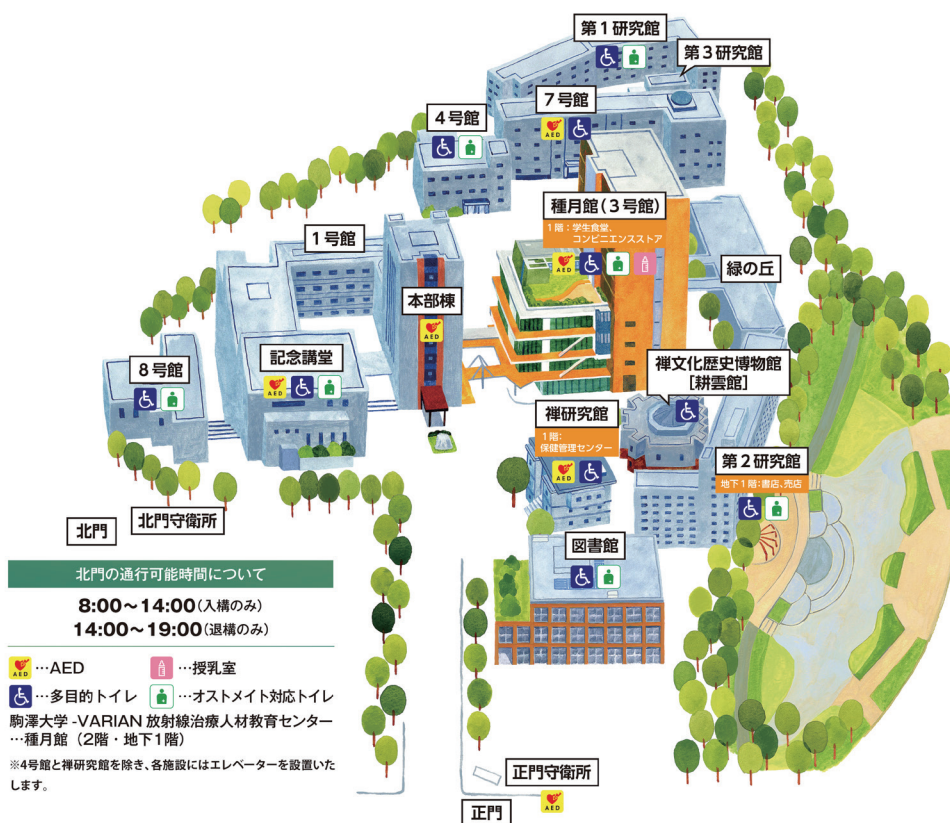 第1研究館
第3研究館
7号館
AED
4号館
種月館(3号館)
1階:学生食堂、
コンビニエンスストア
AED
1号館
緑の丘
本部棟
AED
禅文化歴史博物館
[耕雲館]
記念講堂
AED
8号館
禅研究館
1階:
保健管理センター
AED
第2研究館
地下1階:書店、売店
北門守衛所
北門
図書館
北門の通行可能時間について
8:00~14:00(入構のみ)
14:00~19:00(退構のみ)
AED…AED
…授乳室
…多目的トイレ
…オストメイト対応トイレ
駒澤大学-VARIAN 放射線治療人材教育センター
…種月館(2階・地下1階)
※4号館と禅研究館を除き、各施設にはエレベーターを設置いた
します。
正門守衛所
正門
AED